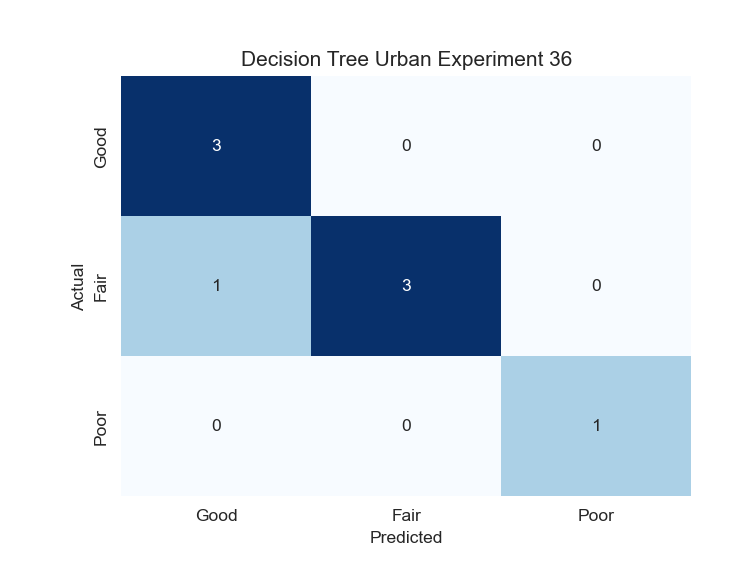 Decision Tree Urban Experiment 36
Actual
Good
3 0 0
Fair
1 3 0
Poor
0 0 1
Good Fair Poor
Predicted